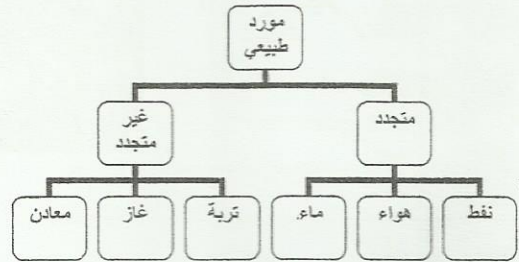 مورد
طبيعي
متجدد
غير
متجدد
نفط
هواء
ماء.
تربة
غاز
معادن